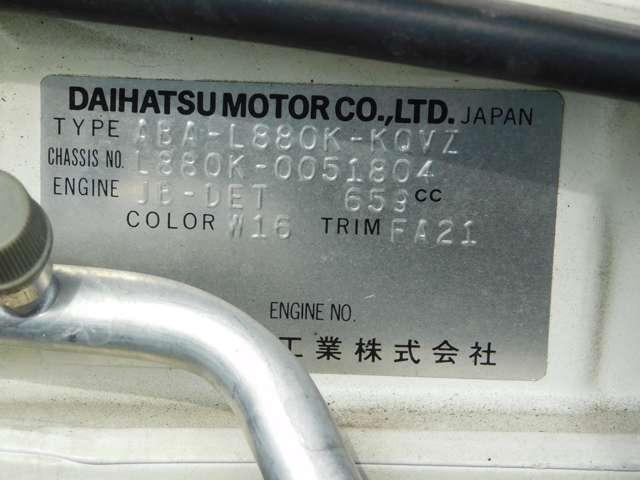 DAIHATSU MOTOR CO., LTD. JAPAN
TYPE ABA-L880K-KQVZ
CHASSIS NO. L880K-0051804
ENGINE JB-DET 659 CC
COLOR W16 TRIM FA21
ENGINE NO.
工業株式会社